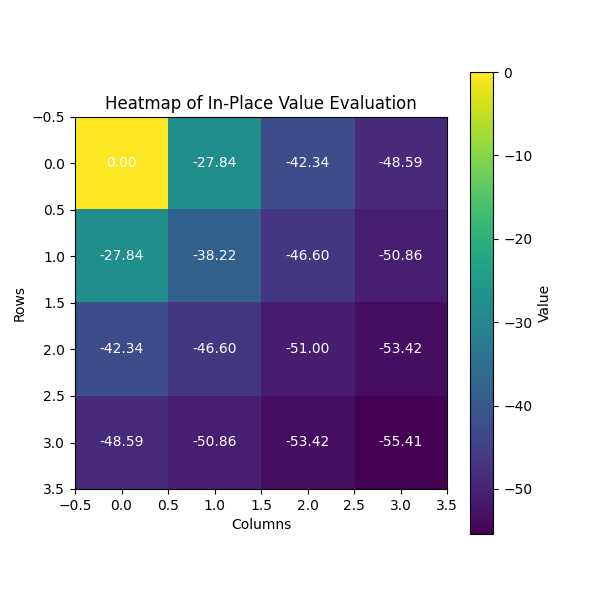 Heatmap of In-Place Value Evaluation
−0.5
0.0
0.5
1.0
1.5
2.0
2.5
3.0
3.5
Rows
0.00 -27.84 -42.34 -48.59
-27.84 -38.22 -46.60 -50.86
-42.34 -46.60 -51.00 -53.42
-48.59 -50.86 -53.42 -55.41
−0.5 0.0 0.5 1.0 1.5 2.0 2.5 3.0 3.5
Columns
0
−10
−20
−30
−40
−50
Value